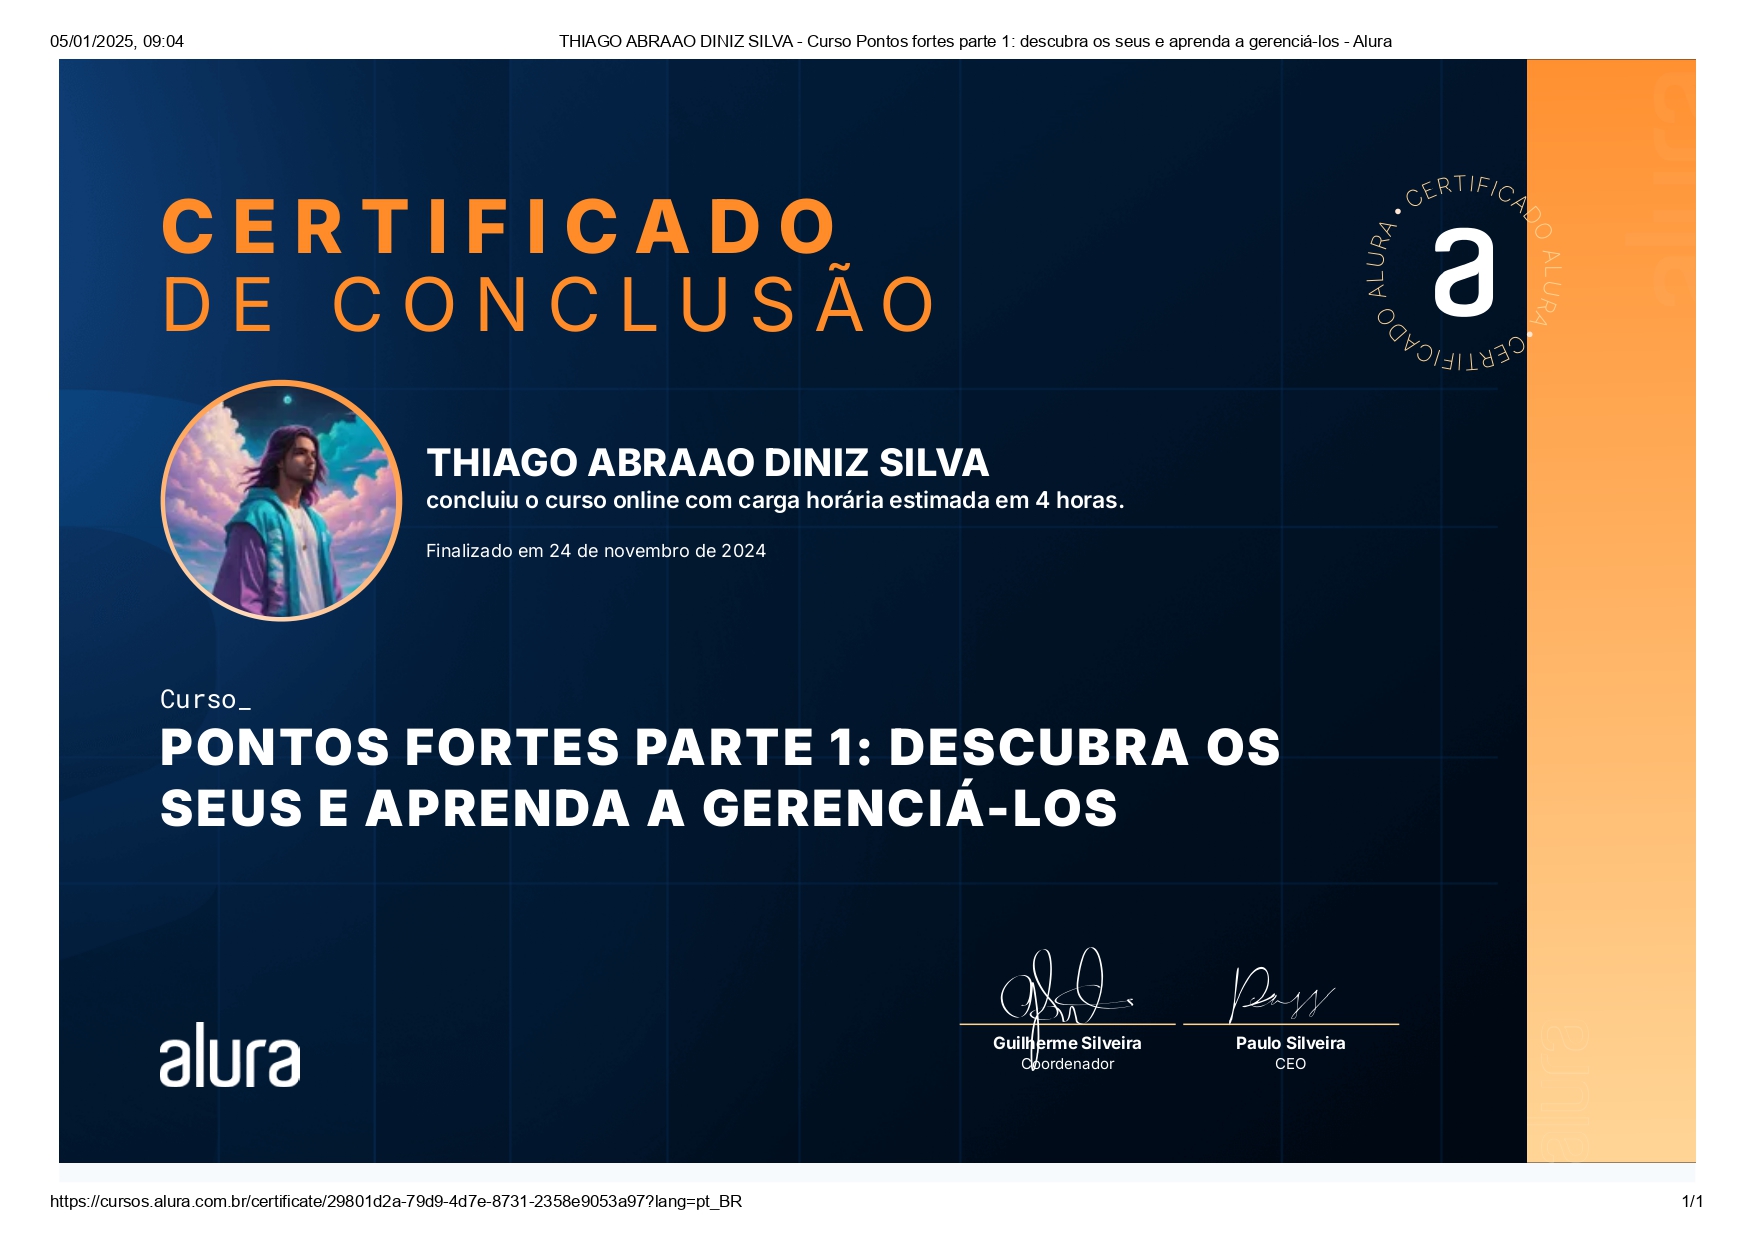 05/01/2025, 09:04
THIAGO ABRAAO DINIZ SILVA - Curso Pontos fortes parte 1: descubra os seus e aprenda a gerenciá-los - Alura
CERTIFICADO
DE CONCLUSÃO
CERTIFICADO ALURA • CERTIFICADO ALURA •
a
THIAGO ABRAAO DINIZ SILVA
concluiu o curso online com carga horária estimada em 4 horas.
Finalizado em 24 de novembro de 2024
Curso_
PONTOS FORTES PARTE 1: DESCUBRA OS
SEUS E APRENDA A GERENCIÁ-LOS
alura
Guilherme Silveira
Coordenador
Paulo Silveira
CEO
alura
alura
https://cursos.alura.com.br/certificate/29801d2a-79d9-4d7e-8731-2358e9053a97?lang=pt_BR
1/1